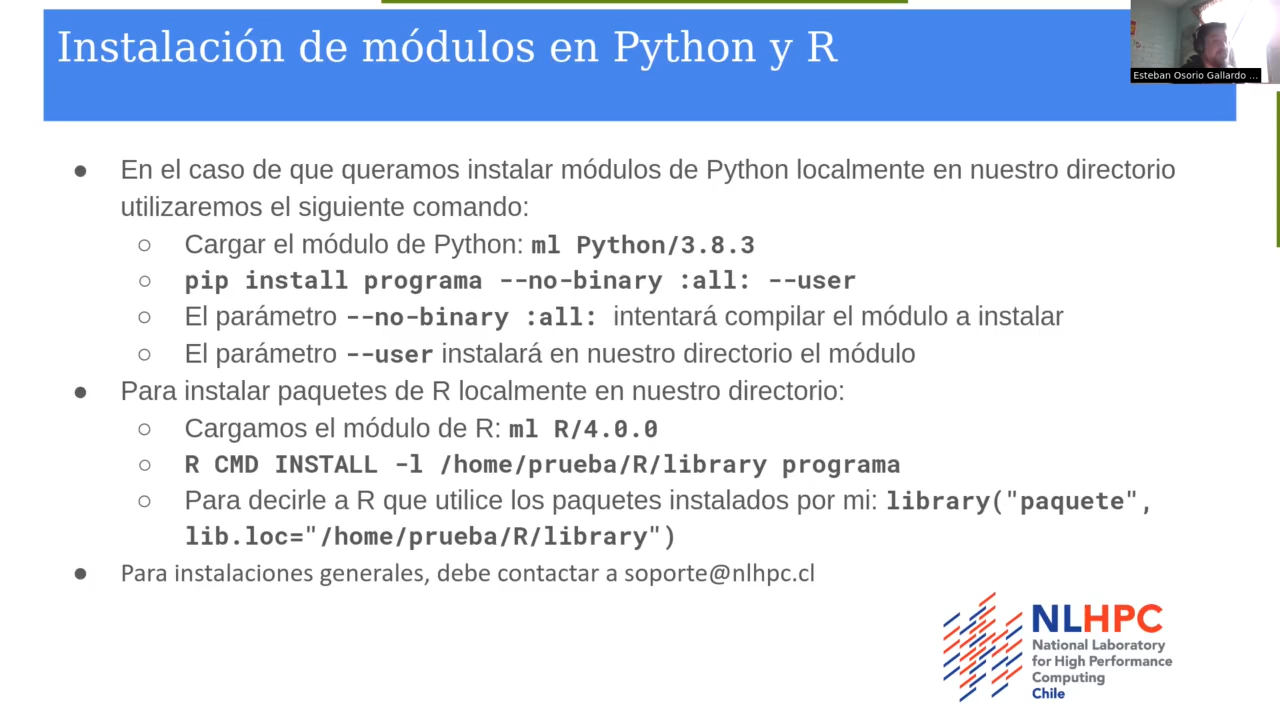 Instalación de módulos en Python y R
Esteban Osorio Gallardo ...
● En el caso de que queramos instalar módulos de Python localmente en nuestro directorio
utilizaremos el siguiente comando:
○ Cargar el módulo de Python: ml Python/3.8.3
○ pip install programa --no-binary :all: --user
○ El parámetro --no-binary :all: intentará compilar el módulo a instalar
○ El parámetro --user instalará en nuestro directorio el módulo
● Para instalar paquetes de R localmente en nuestro directorio:
○ Cargamos el módulo de R: ml R/4.0.0
○ R CMD INSTALL -l /home/prueba/R/library programa
○ Para decirle a R que utilice los paquetes instalados por mi: library("paquete",
lib.loc="/home/prueba/R/library")
● Para instalaciones generales, debe contactar a soporte@nlhpc.cl
NLHPC
National Laboratory
for High Performance
Computing
Chile